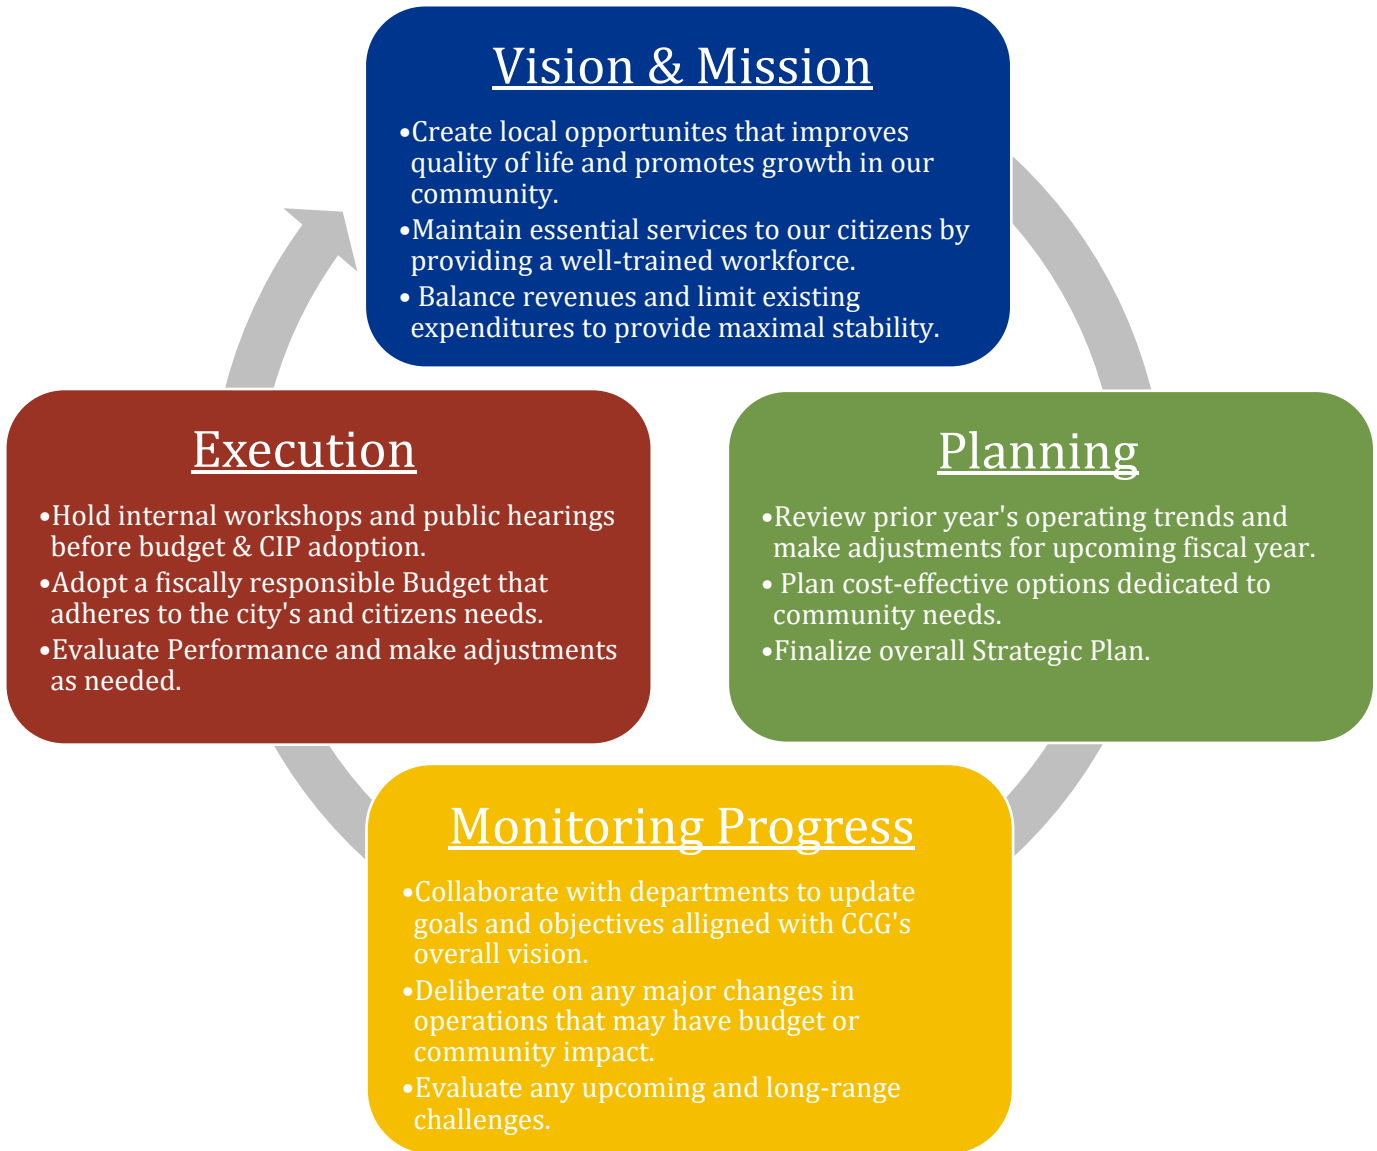 Vision & Mission
•Create local opportunites that improves
quality of life and promotes growth in our
community.
•Maintain essential services to our citizens by
providing a well-trained workforce.
• Balance revenues and limit existing
expenditures to provide maximal stability.
Planning
•Review prior year's operating trends and
make adjustments for upcoming fiscal year.
• Plan cost-effective options dedicated to
community needs.
•Finalize overall Strategic Plan.
Monitoring Progress
•Collaborate with departments to update
goals and objectives alligned with CCG's
overall vision.
•Deliberate on any major changes in
operations that may have budget or
community impact.
•Evaluate any upcoming and long-range
challenges.
Execution
•Hold internal workshops and public hearings
before budget & CIP adoption.
•Adopt a fiscally responsible Budget that
adheres to the city's and citizens needs.
•Evaluate Performance and make adjustments
as needed.